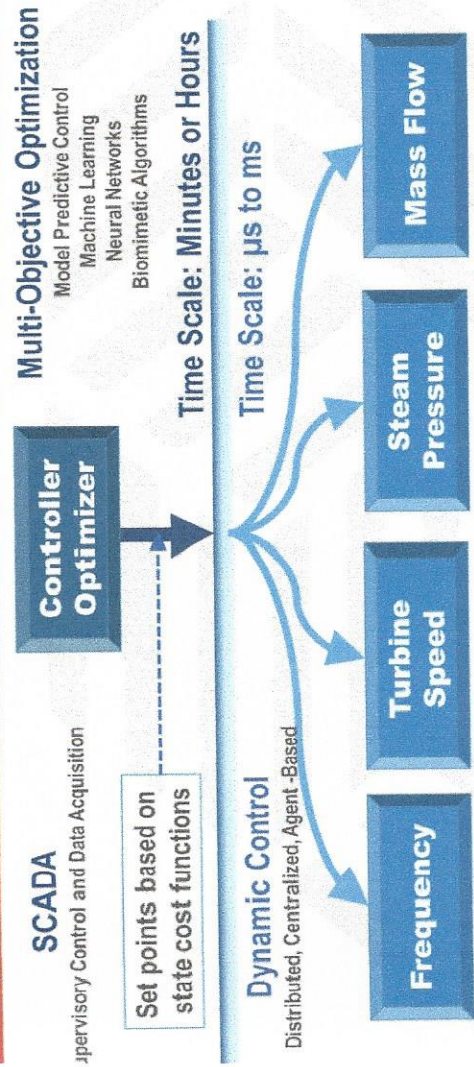 SCADA
upervisory Control and Data Acquisition
Controller
Optimizer
Multi-Objective Optimization
Model Predictive Control
Machine Learning
Neural Networks
Biomimetic Algorithms
Set points based on
state cost functions
Time Scale: Minutes or Hours
Time Scale: µs to ms
Dynamic Control
Distributed, Centralized, Agent -Based
Frequency
Turbine
Speed
Steam
Pressure
Mass Flow